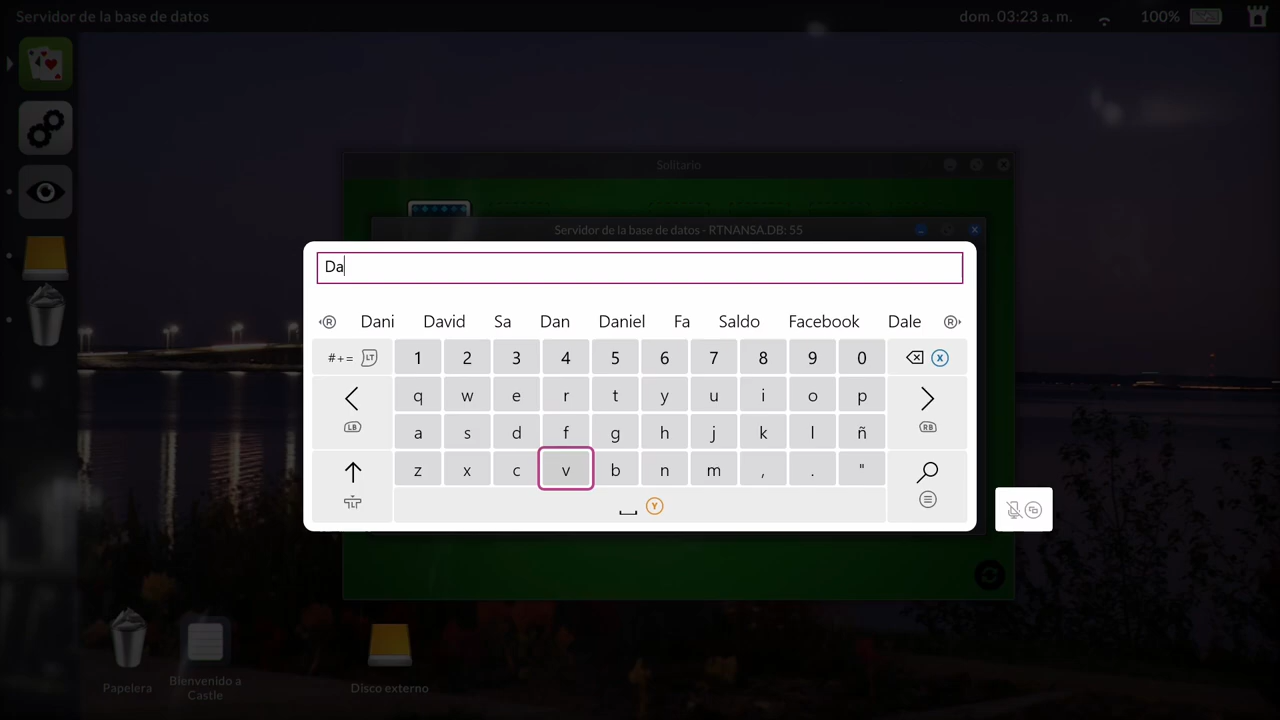 Servidor de la base de datos
dom. 03:23 a. m.
100%
Solitario
Servidor de la base de datos - RTNANSA.DB: 55
Da
R Dani David Sa Dan Daniel Fa Saldo Facebook Dale R
#+= LT 1 2 3 4 5 6 7 8 9 0 X
q w e r t y u i o p
LB a s d f g h j k l ñ RB
z x c v b n m , . "
LT Y
Papelera
Bienvenido a
Castle
Disco externo